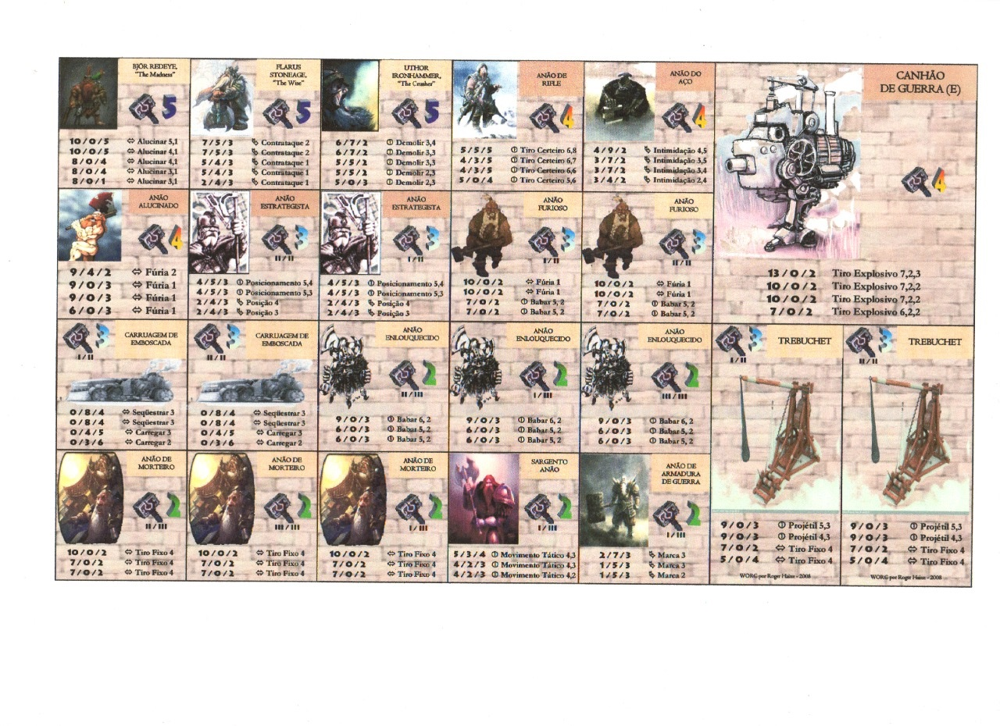 BJÖR REDEYE,
"The Madness"
5
10/0/5 ⇔ Alucinar 5,1
10/0/5 ⇔ Alucinar 4,1
8/0/4 ⇔ Alucinar 3,1
8/0/4 ⇔ Alucinar 3,1
8/0/1 ⇔ Alucinar 3,1
FLARUS
STONEAGE,
"The Wise"
5
7/5/3 Contrataque 2
7/5/3 Contrataque 2
5/4/3 Contrataque 1
5/4/3 Contrataque 1
2/4/3 Contrataque 1
UTHOR
IRONHAMMER,
"The Crusher"
5
6/7/2 Demolir 3,4
6/7/2 Demolir 3,3
5/5/2 Demolir 3,3
5/5/2 Demolir 2,3
5/0/3 Demolir 2,3
ANÃO DE
RIFLE
4
5/5/5 Tiro Certeiro 6,8
4/3/5 Tiro Certeiro 6,7
4/3/5 Tiro Certeiro 6,6
5/0/4 Tiro Certeiro 5,6
ANÃO DO
AÇO
4
4/9/2 Intimidação 4,5
3/7/2 Intimidação 3,5
3/7/2 Intimidação 3,4
3/4/2 Intimidação 2,4
CANHÃO
DE GUERRA (E)
4
13/0/2 Tiro Explosivo 7,2,3
10/0/2 Tiro Explosivo 7,2,2
10/0/2 Tiro Explosivo 7,2,2
7/0/2 Tiro Explosivo 6,2,2
ANÃO
ALUCINADO
4
9/4/2 ⇔ Fúria 2
9/0/3 ⇔ Fúria 1
9/0/3 ⇔ Fúria 1
6/0/3 ⇔ Fúria 1
ANÃO
ESTRATEGISTA
3
II/II
4/5/3 Posicionamento 5,4
4/5/3 Posicionamento 5,3
2/4/3 Posição 4
2/4/3 Posição 3
ANÃO
ESTRATEGISTA
3
I/II
4/5/3 Posicionamento 5,4
4/5/3 Posicionamento 5,3
2/4/3 Posição 4
2/4/3 Posição 3
ANÃO
FURIOSO
3
I/II
10/0/2 ⇔ Fúria 1
10/0/2 ⇔ Fúria 1
7/0/2 Babar 5, 2
7/0/2 Babar 5, 2
ANÃO
FURIOSO
3
II/II
10/0/2 ⇔ Fúria 1
10/0/2 ⇔ Fúria 1
7/0/2 Babar 5, 2
7/0/2 Babar 5, 2
3
I/II
CARRUAGEM DE
EMBOSCADA
0/8/4 ⇔ Seqüestrar 3
0/8/4 ⇔ Seqüestrar 3
0/4/5 ⇔ Carregar 3
0/3/6 ⇔ Carregar 2
3
II/II
CARRUAGEM DE
EMBOSCADA
0/8/4 ⇔ Seqüestrar 3
0/8/4 ⇔ Seqüestrar 3
0/4/5 ⇔ Carregar 3
0/3/6 ⇔ Carregar 2
ANÃO
ENLOUQUECIDO
2
II/III
9/0/3 Babar 6, 2
6/0/3 Babar 5, 2
6/0/3 Babar 5, 2
ANÃO
ENLOUQUECIDO
2
I/III
9/0/3 Babar 6, 2
6/0/3 Babar 5, 2
6/0/3 Babar 5, 2
ANÃO
ENLOUQUECIDO
2
III/III
9/0/3 Babar 6, 2
6/0/3 Babar 5, 2
6/0/3 Babar 5, 2
3
I/II
TREBUCHET
9/0/3 Projétil 5,3
9/0/3 Projétil 4,3
7/0/2 ⇔ Tiro Fixo 4
5/0/4 ⇔ Tiro Fixo 4
WORG por Roger Hainz - 2008
3
II/II
TREBUCHET
9/0/3 Projétil 5,3
9/0/3 Projétil 4,3
7/0/2 ⇔ Tiro Fixo 4
5/0/4 ⇔ Tiro Fixo 4
WORG por Roger Hainz - 2008
ANÃO DE
MORTEIRO
2
II/III
10/0/2 ⇔ Tiro Fixo 4
7/0/2 ⇔ Tiro Fixo 4
7/0/2 ⇔ Tiro Fixo 4
ANÃO DE
MORTEIRO
2
III/III
10/0/2 ⇔ Tiro Fixo 4
7/0/2 ⇔ Tiro Fixo 4
7/0/2 ⇔ Tiro Fixo 4
ANÃO DE
MORTEIRO
2
I/III
10/0/2 ⇔ Tiro Fixo 4
7/0/2 ⇔ Tiro Fixo 4
7/0/2 ⇔ Tiro Fixo 4
SARGENTO
ANÃO
2
I/III
5/3/4 Movimento Tático 4,3
4/2/3 Movimento Tático 4,3
4/2/3 Movimento Tático 4,2
ANÃO DE
ARMADURA
DE GUERRA
2
I/III
2/7/3 Marca 3
1/5/3 Marca 3
1/5/3 Marca 2